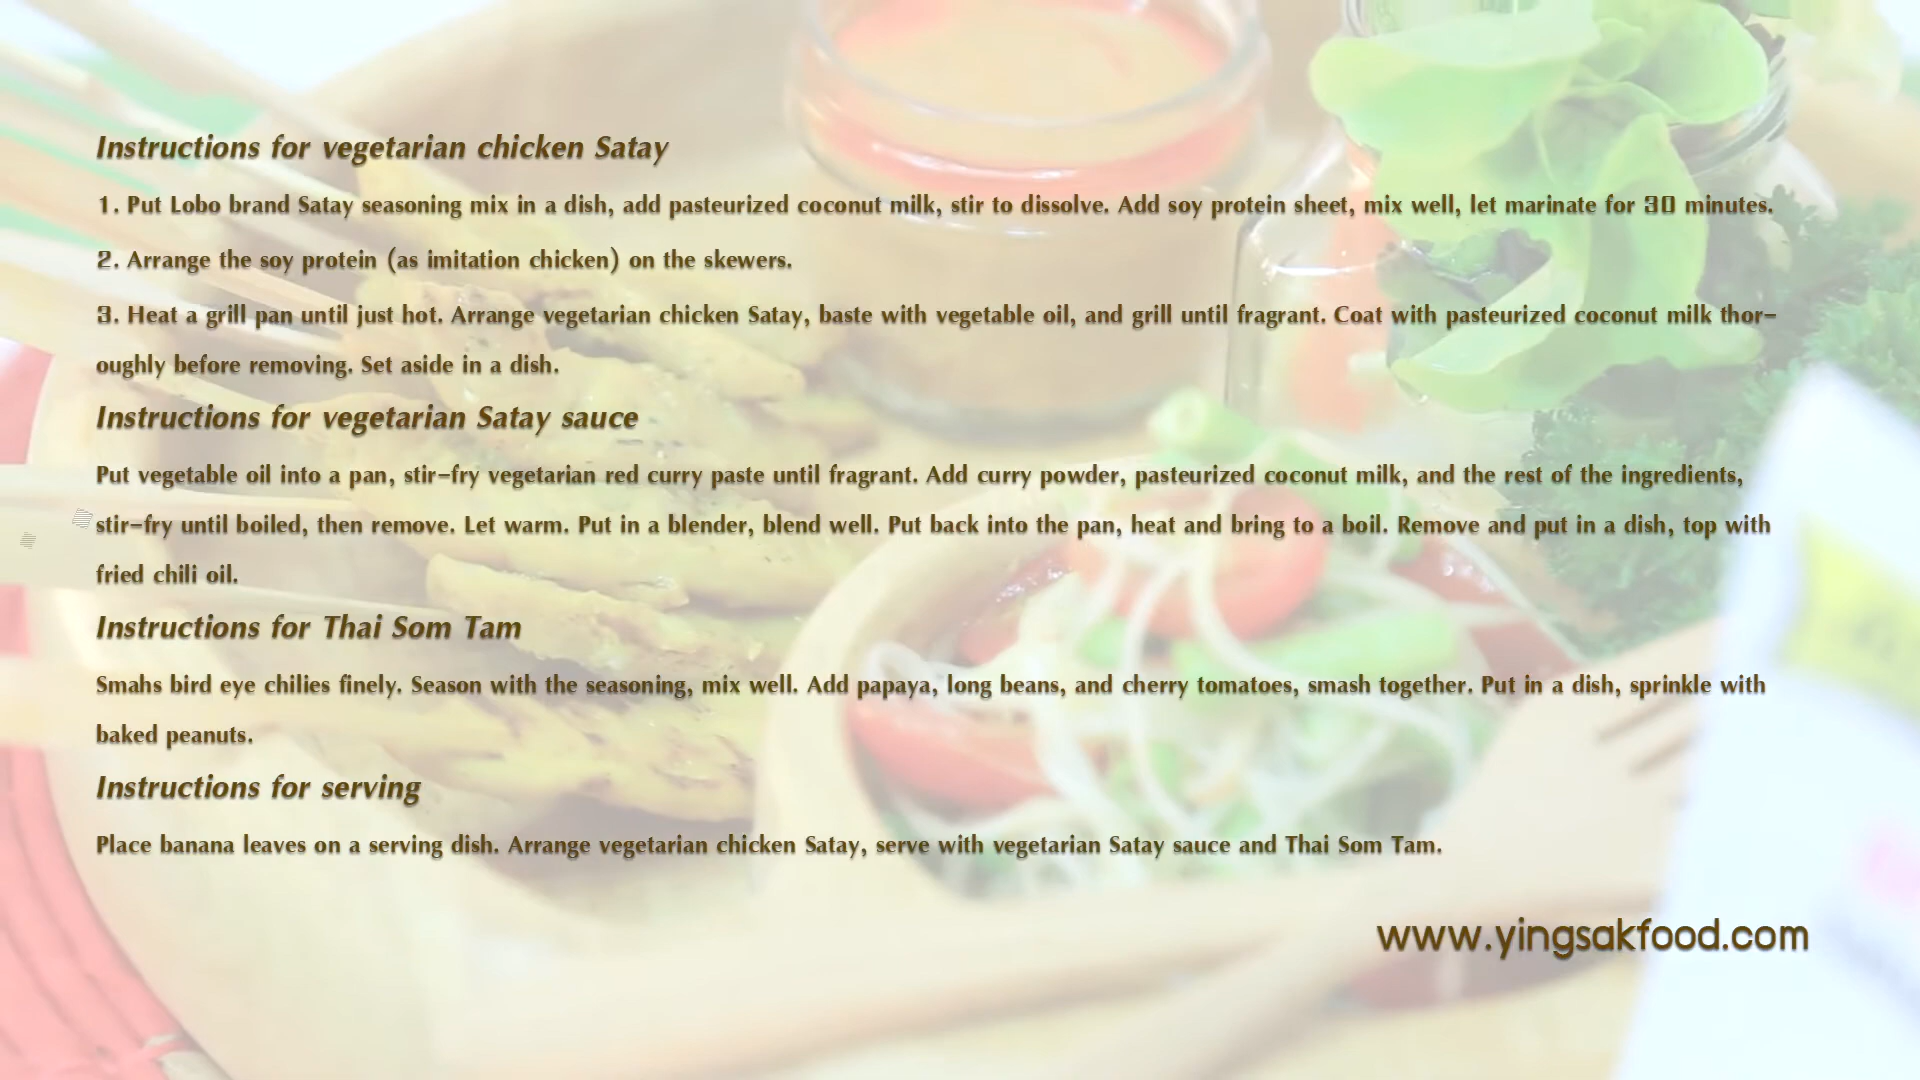 Instructions for vegetarian chicken Satay
1. Put Lobo brand Satay seasoning mix in a dish, add pasteurized coconut milk, stir to dissolve. Add soy protein sheet, mix well, let marinate for 30 minutes.
2. Arrange the soy protein (as imitation chicken) on the skewers.
3. Heat a grill pan until just hot. Arrange vegetarian chicken Satay, baste with vegetable oil, and grill until fragrant. Coat with pasteurized coconut milk thor-
oughly before removing. Set aside in a dish.
Instructions for vegetarian Satay sauce
Put vegetable oil into a pan, stir-fry vegetarian red curry paste until fragrant. Add curry powder, pasteurized coconut milk, and the rest of the ingredients,
stir-fry until boiled, then remove. Let warm. Put in a blender, blend well. Put back into the pan, heat and bring to a boil. Remove and put in a dish, top with
fried chili oil.
Instructions for Thai Som Tam
Smahs bird eye chilies finely. Season with the seasoning, mix well. Add papaya, long beans, and cherry tomatoes, smash together. Put in a dish, sprinkle with
baked peanuts.
Instructions for serving
Place banana leaves on a serving dish. Arrange vegetarian chicken Satay, serve with vegetarian Satay sauce and Thai Som Tam.
www.yingsakfood.com